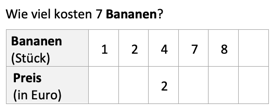 Wie viel kosten 7 Bananen?
Bananen (Stück) 1 2 4 7 8
Preis (in Euro) 2